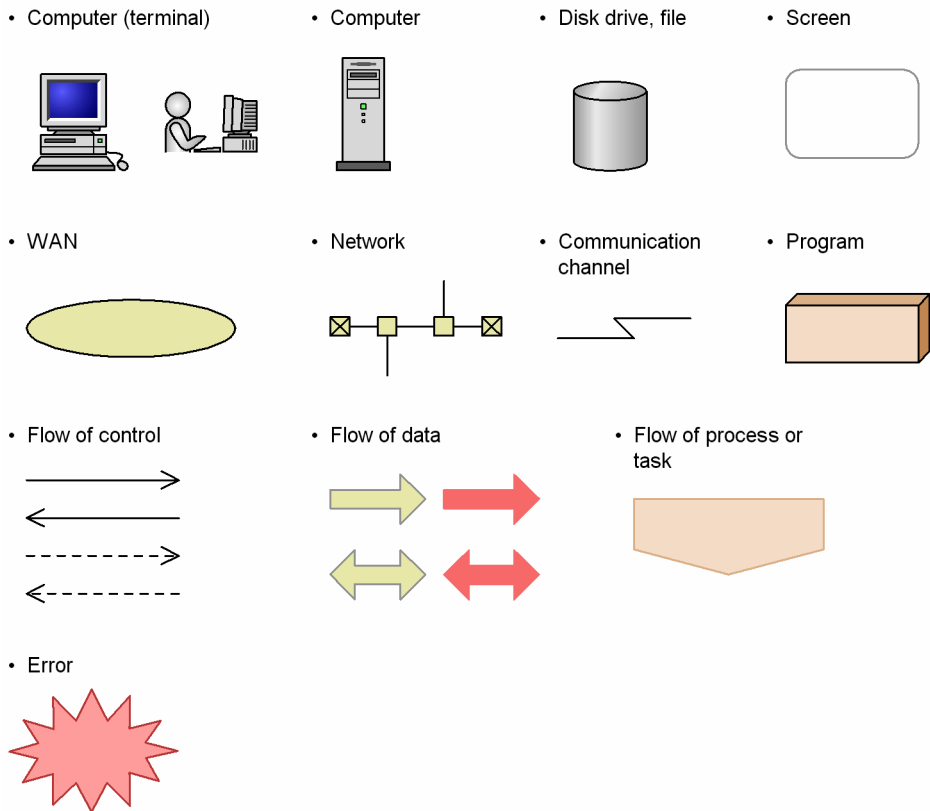 • Computer (terminal)
• Computer
• Disk drive, file
• Screen
• WAN
• Network
• Communication
channel
• Program
• Flow of control
• Flow of data
• Flow of process or
task
• Error